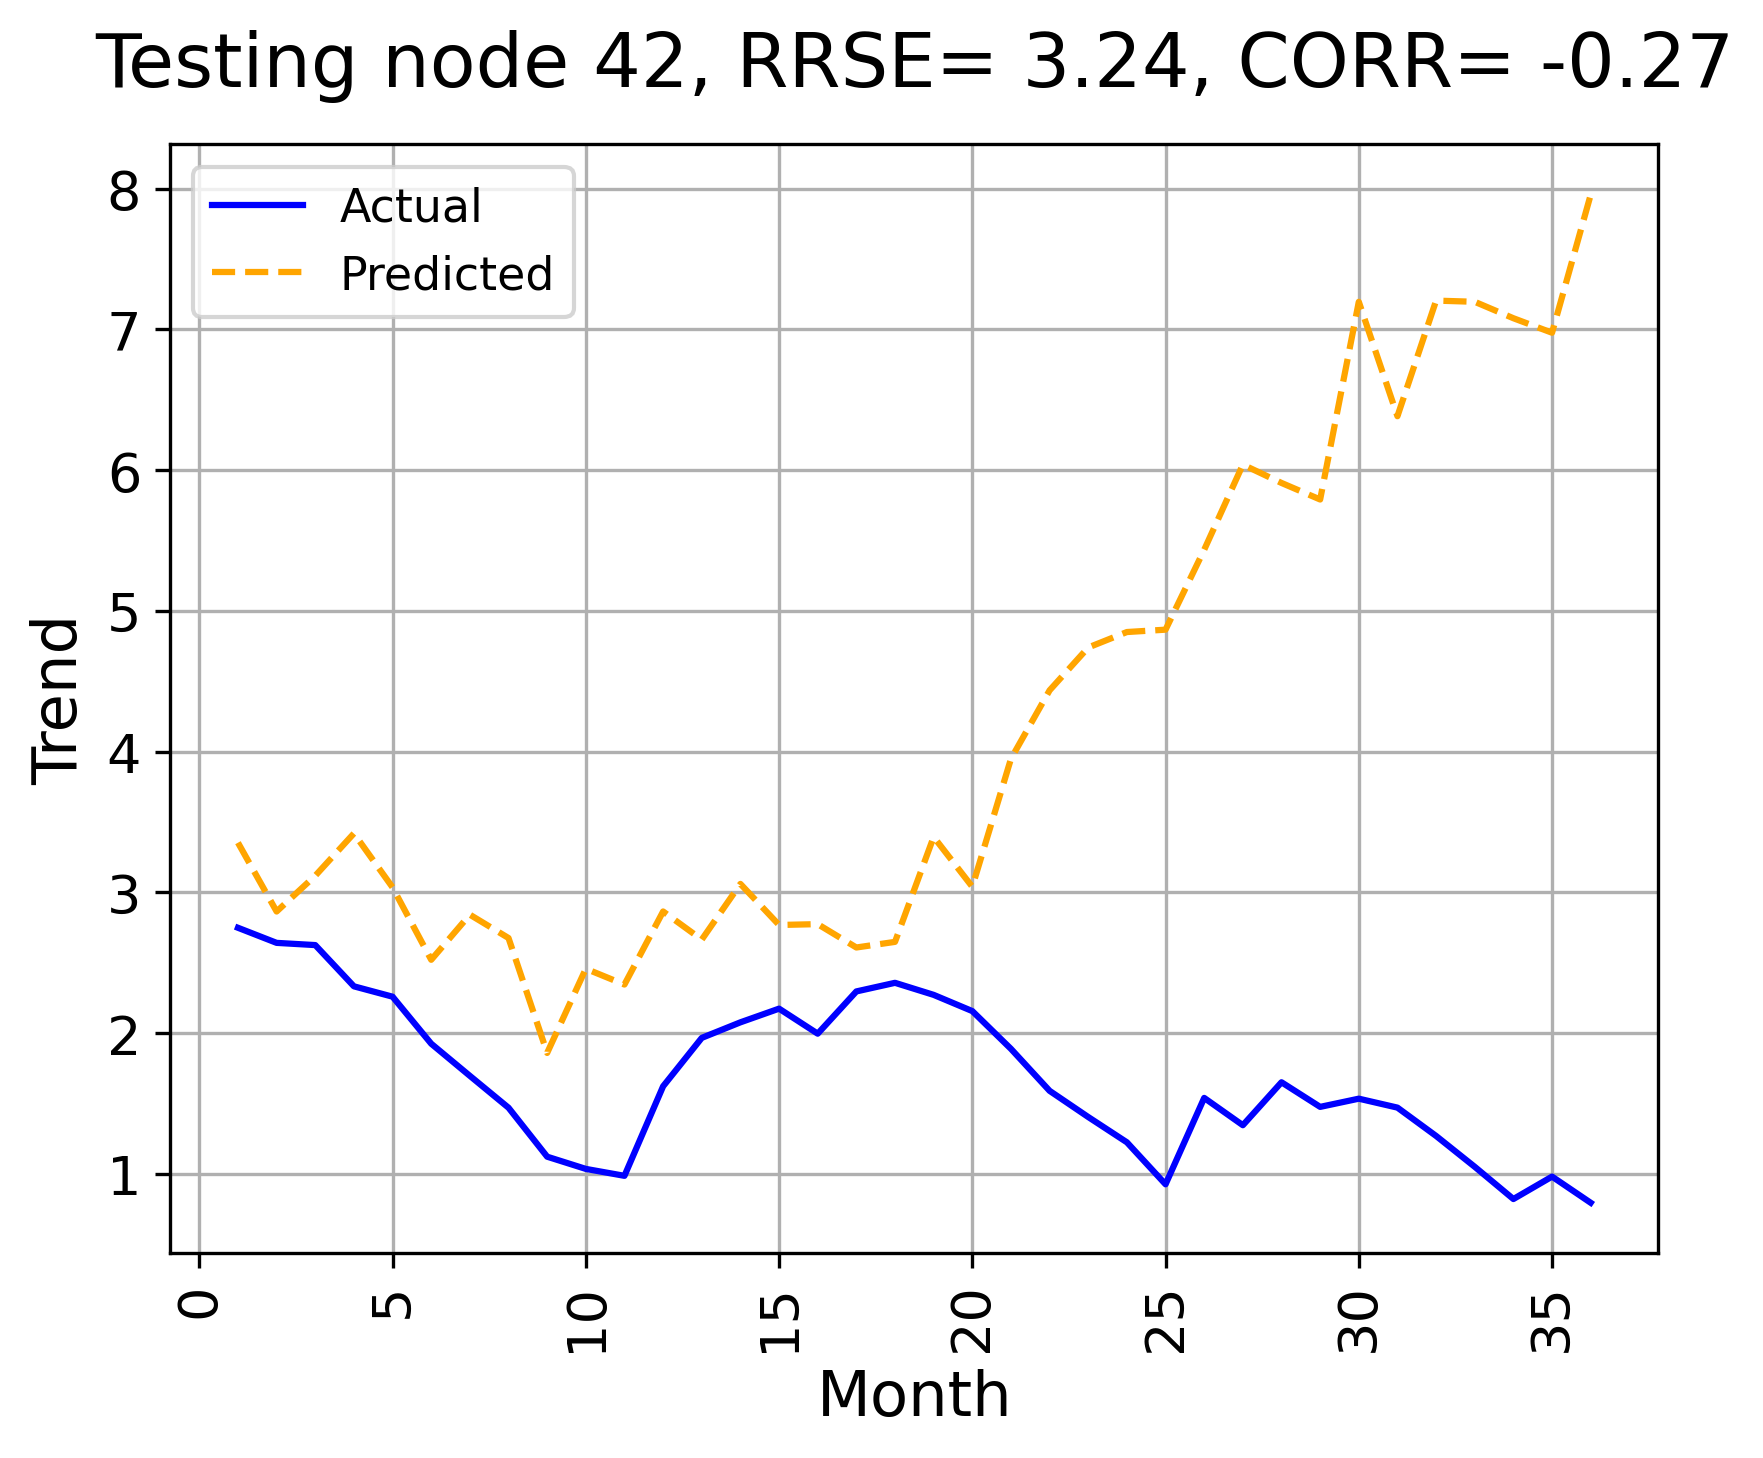 Testing node 42, RRSE= 3.24, CORR= -0.27
Actual
Predicted
8
7
6
5
4
3
2
1
Trend
0 5 10 15 20 25 30 35
Month